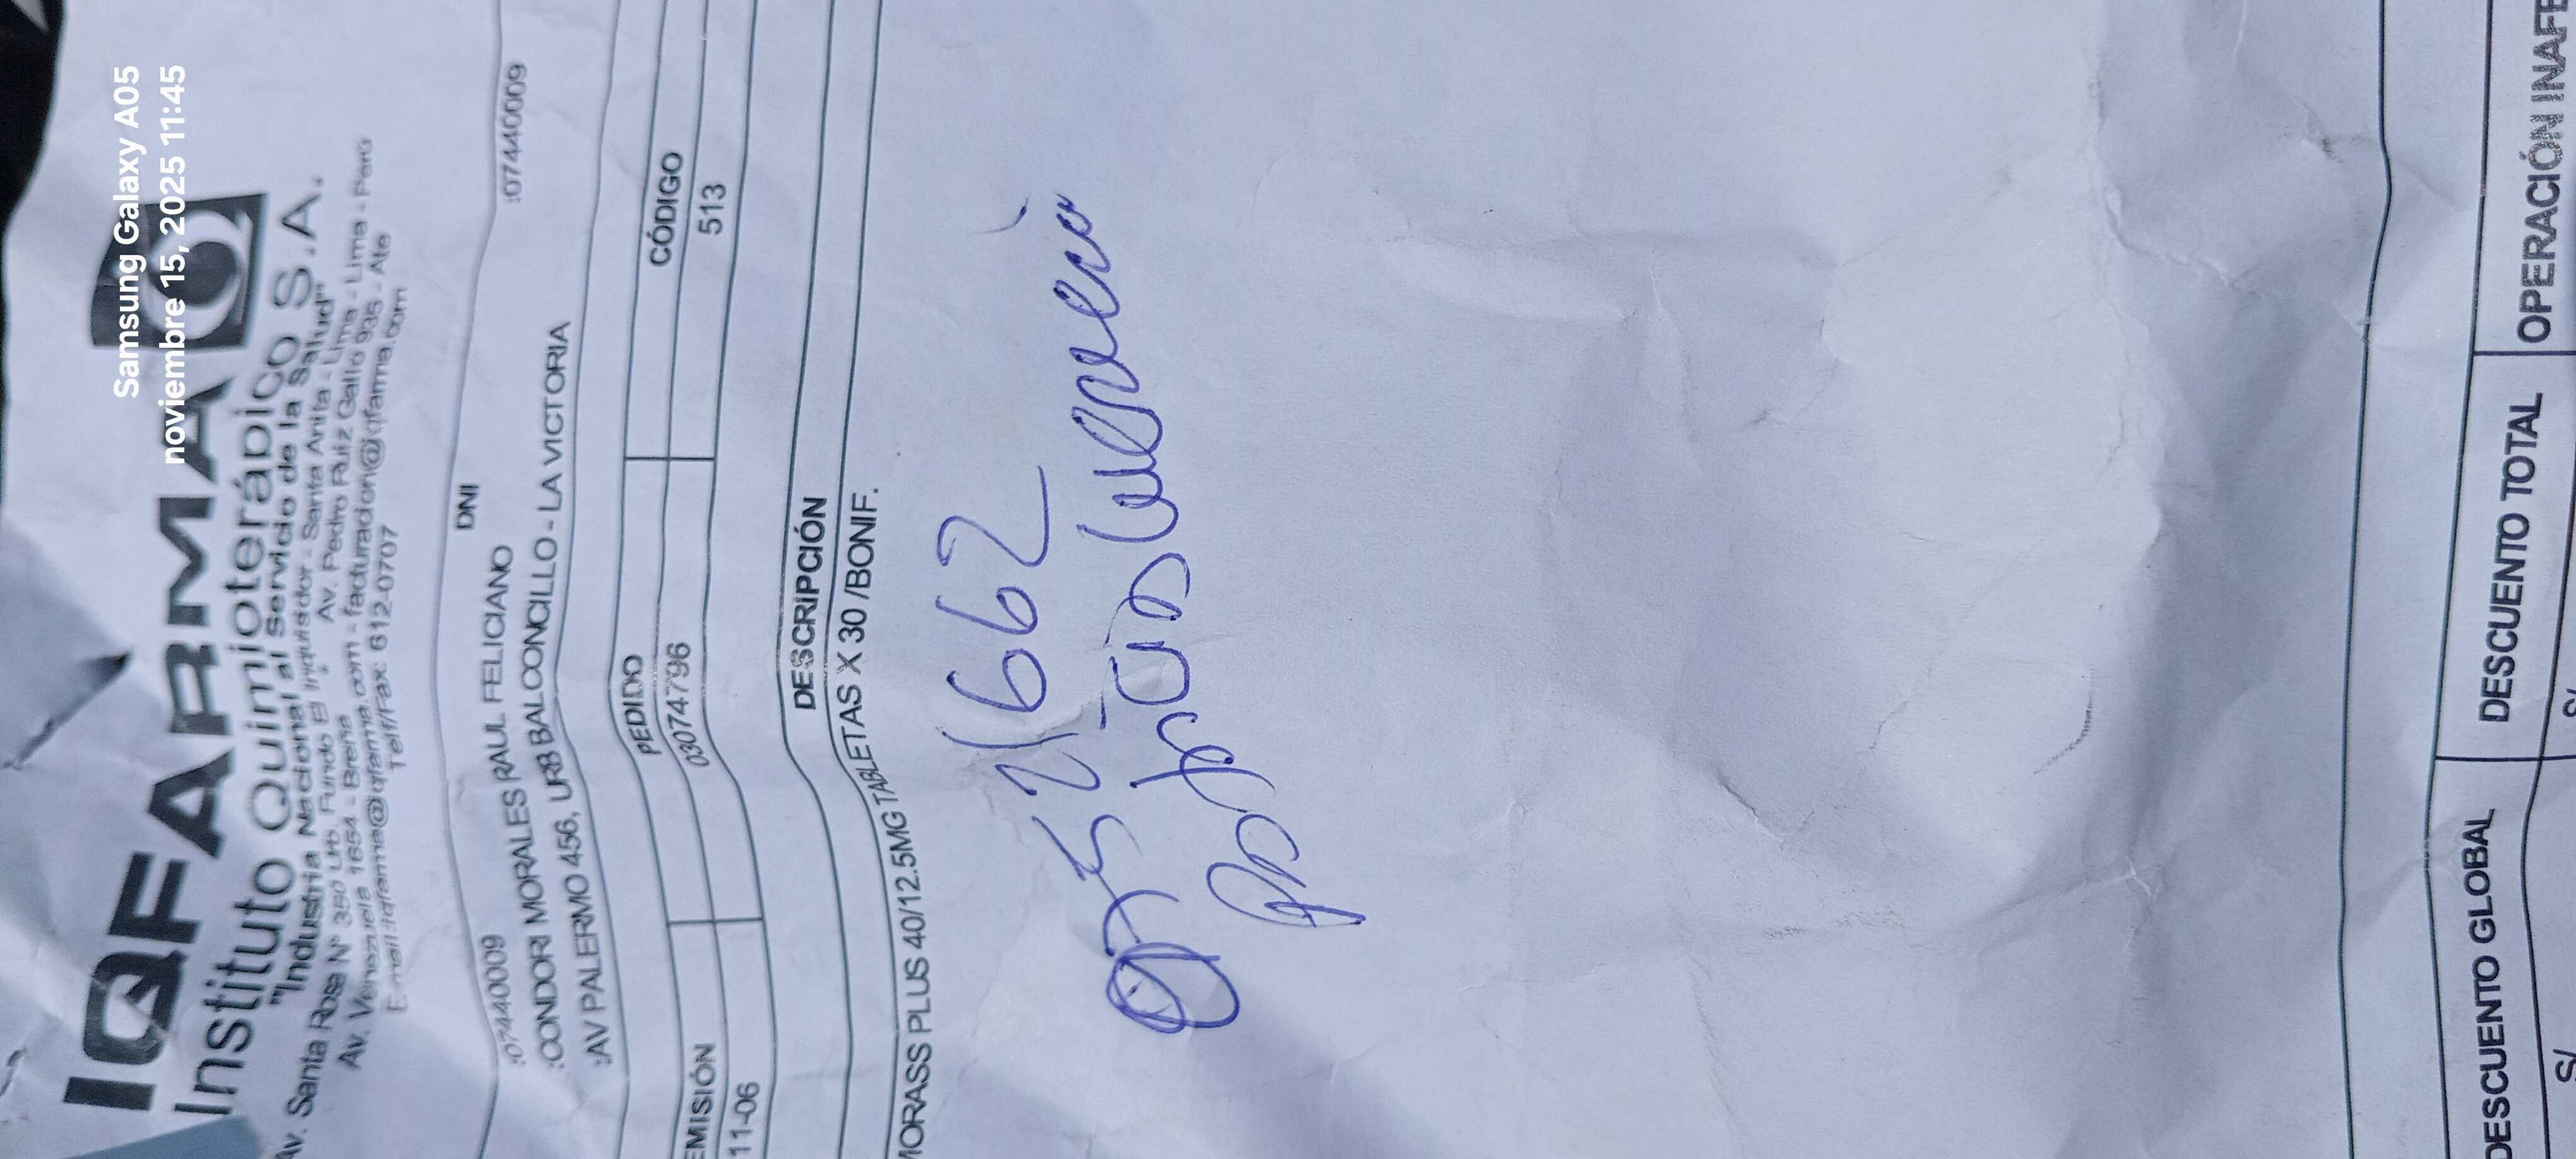 Samsung Galaxy A05
noviembre 15, 2025 11:45
IQFARMA
Instituto Quimioterápico S.A.
"Industria Nacional al Servicio de la Salud"
Av. Santa Rosa N° 350 Urb. Fundo El Inquisidor - Santa Anita - Lima - Lima - Perú
Av. Venezuela 1654 - Breña Av. Pedro Ruiz Gallo 935 - Ate
E-mail:iqfarma@iqfarma.com - facturacion@iqfarma.com
Telf/Fax: 612-0707
:07440009 DNI :07440009
:CONDORI MORALES RAUL FELICIANO
:AV PALERMO 456, URB BALCONCILLO - LA VICTORIA
EMISIÓN PEDIDO CÓDIGO
11-06 03074796 513
DESCRIPCIÓN
MORASS PLUS 40/12.5MG TABLETAS X 30 /BONIF.
21662
DESCUENTO GLOBAL DESCUENTO TOTAL OPERACIÓN INAFE
S/ S/